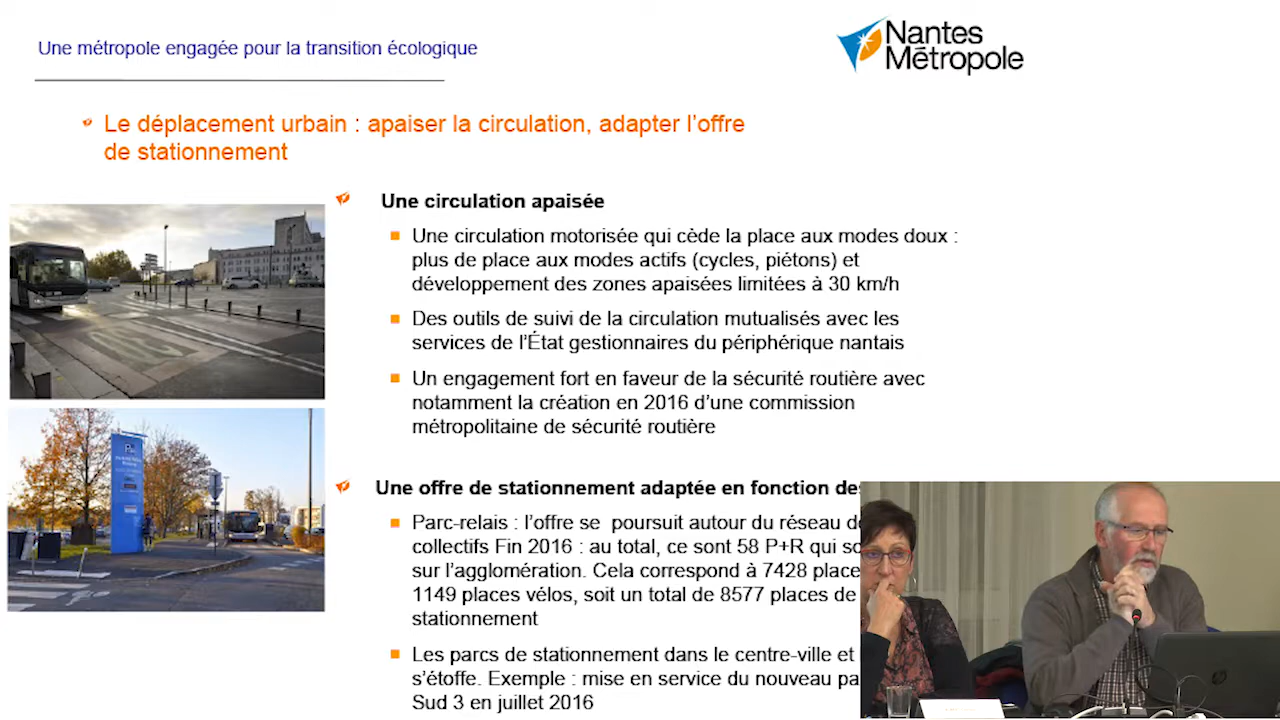 Une métropole engagée pour la transition écologique
Nantes
Métropole
Le déplacement urbain : apaiser la circulation, adapter l’offre
de stationnement
Une circulation apaisée
Une circulation motorisée qui cède la place aux modes doux :
plus de place aux modes actifs (cycles, piétons) et
développement des zones apaisées limitées à 30 km/h
Des outils de suivi de la circulation mutualisés avec les
services de l’État gestionnaires du périphérique nantais
Un engagement fort en faveur de la sécurité routière avec
notamment la création en 2016 d’une commission
métropolitaine de sécurité routière
Une offre de stationnement adaptée en fonction des
Parc-relais : l’offre se poursuit autour du réseau de
collectifs Fin 2016 : au total, ce sont 58 P+R qui
sur l’agglomération. Cela correspond à 7428 place
1149 places vélos, soit un total de 8577 places de
stationnement
Les parcs de stationnement dans le centre-ville et
s’étoffe. Exemple : mise en service du nouveau
Sud 3 en juillet 2016